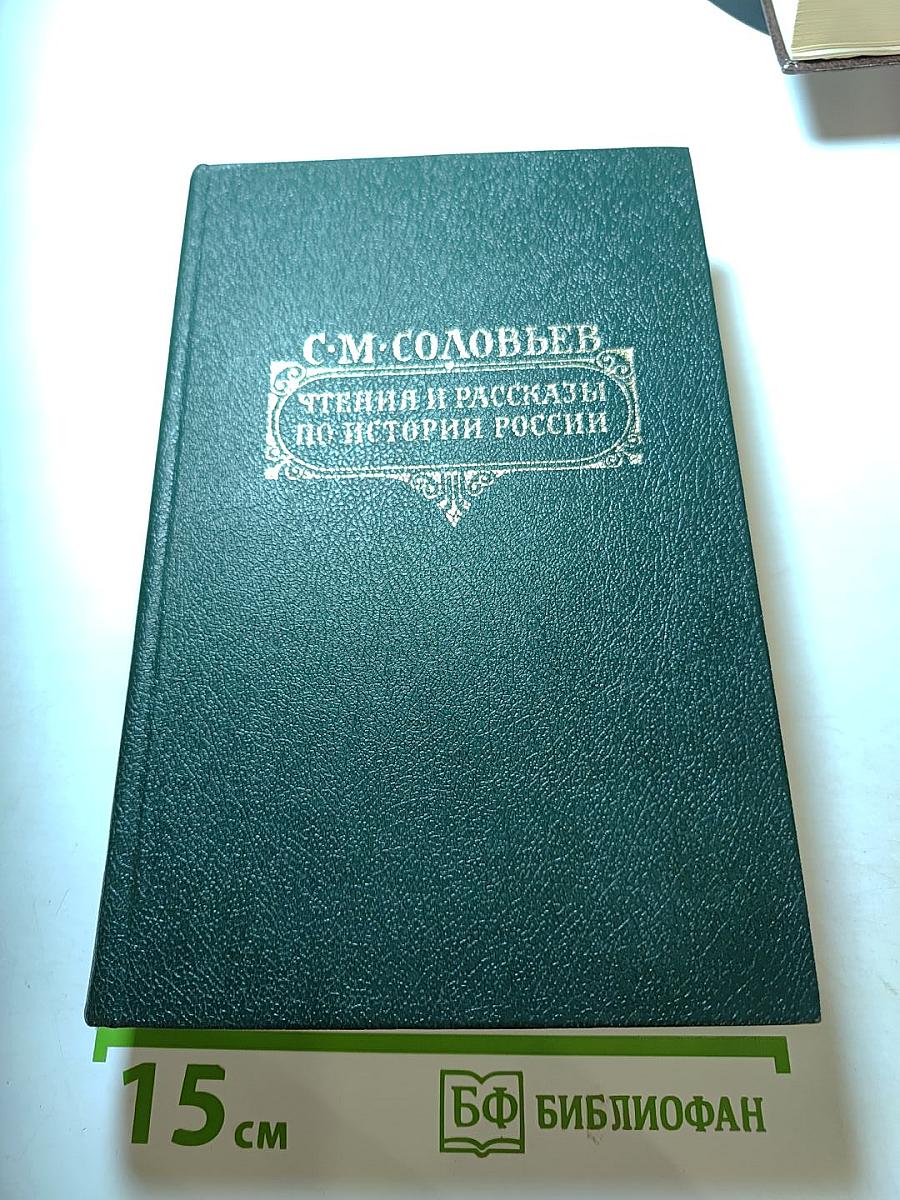 С·М·СОЛОВЬЕВ
ЧТЕНИЯ И РАССКАЗЫ
ПО ИСТОРИИ РОССИИ
15 см
БФ БИБЛИОФАН